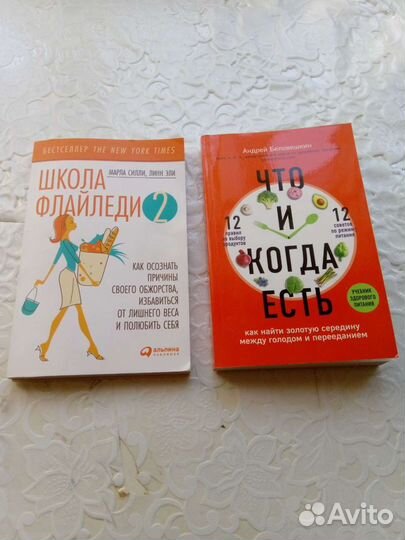 БЕСТСЕЛЛЕР THE NEW YORK TIMES
МАРЛА СИЛЛИ, ЛИНН ЭЛИ
ШКОЛА
ФЛАЙЛЕДИ 2
КАК ОСОЗНАТЬ
ПРИЧИНЫ
СВОЕГО ОБЖОРСТВА,
ИЗБАВИТЬСЯ
ОТ ЛИШНЕГО ВЕСА
И ПОЛЮБИТЬ СЕБЯ
альпина
Андрей Беловешкин
ЧТО
И
КОГДА
ЕСТЬ
12
правил
по выбору
продуктов
12
советов
по режиму
питания
УЧЕБНИК
ЗДОРОВОГО
ПИТАНИЯ
как найти золотую середину
между голодом и перееданием
Avito